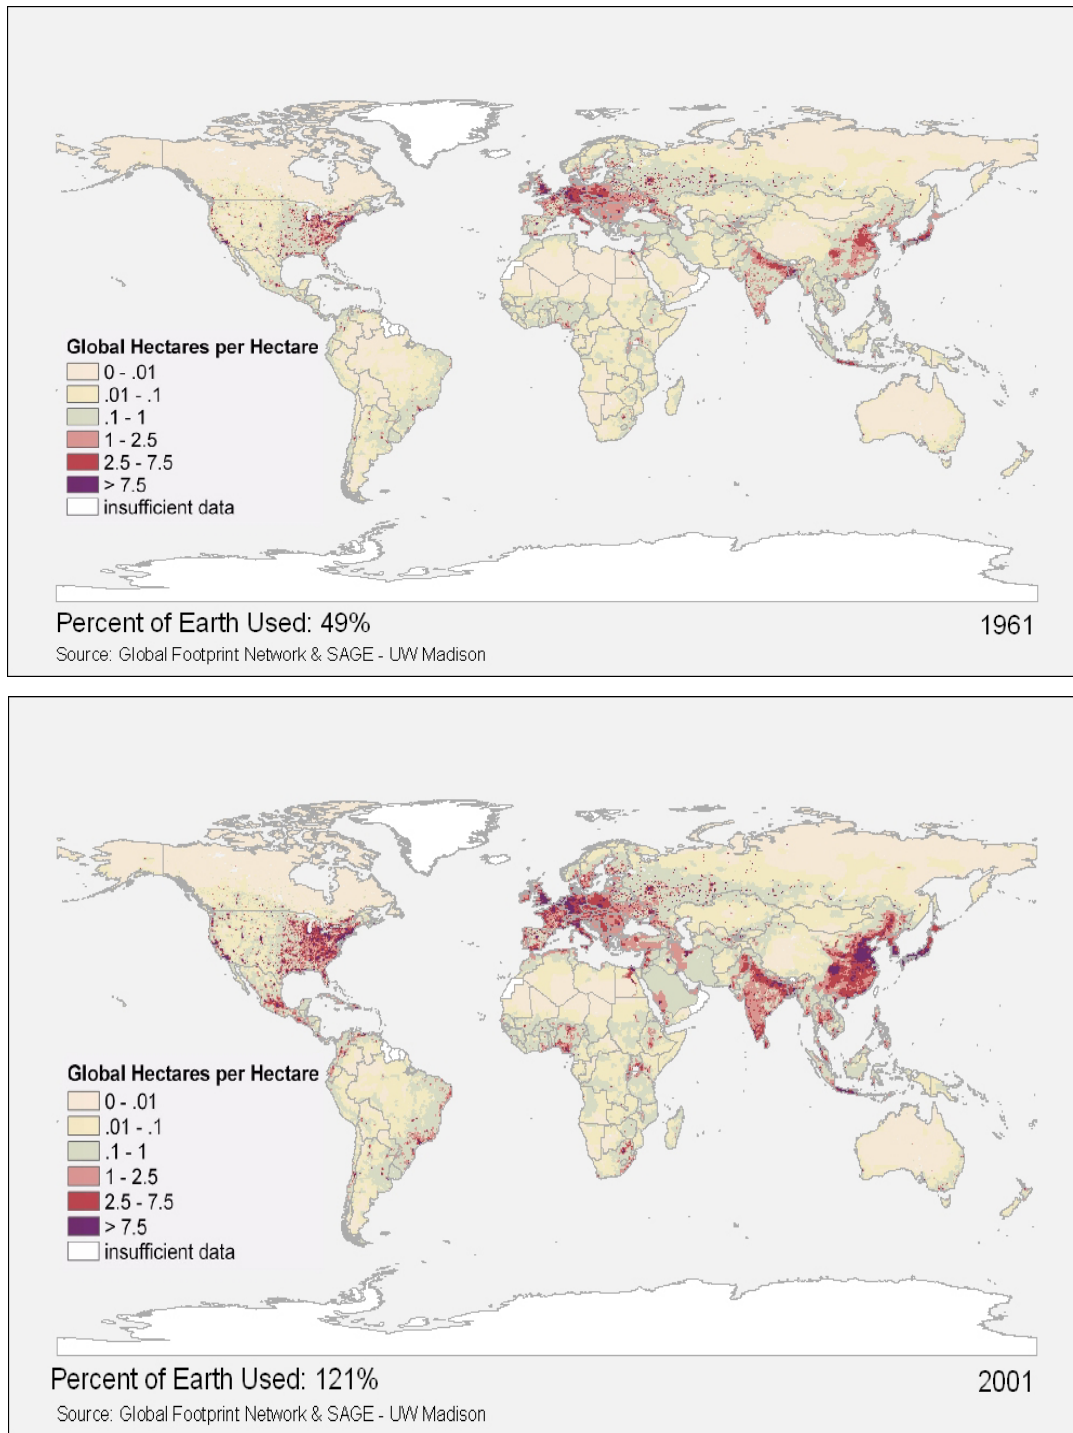 Global Hectares per Hectare
0 - .01
.01 - .1
.1 - 1
1 - 2.5
2.5 - 7.5
> 7.5
insufficient data
Percent of Earth Used: 49%
1961
Source: Global Footprint Network & SAGE - UW Madison
Global Hectares per Hectare
0 - .01
.01 - .1
.1 - 1
1 - 2.5
2.5 - 7.5
> 7.5
insufficient data
Percent of Earth Used: 121%
2001
Source: Global Footprint Network & SAGE - UW Madison